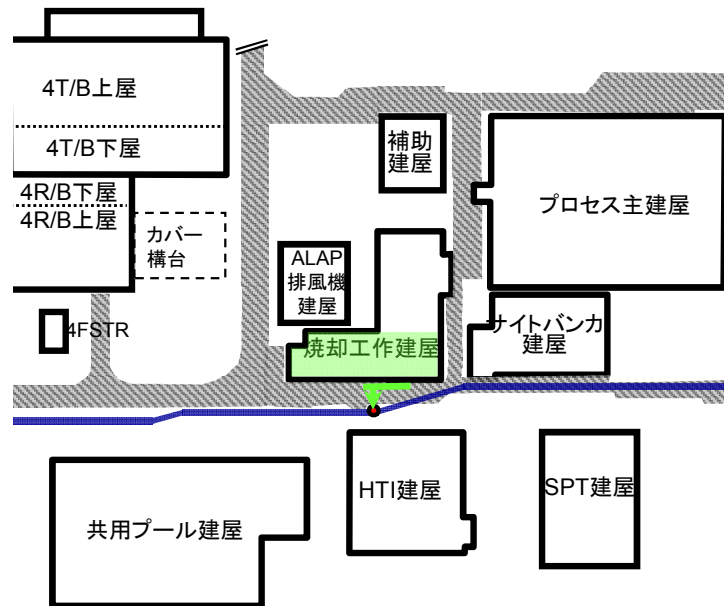 4T/B上屋
4T/B下屋
4R/B下屋
4R/B上屋
カバー
構台
4FSTR
補助
建屋
プロセス主建屋
ALAP
排風機
建屋
焼却工作建屋
サイトバンカ
建屋
共用プール建屋
HTI建屋
SPT建屋